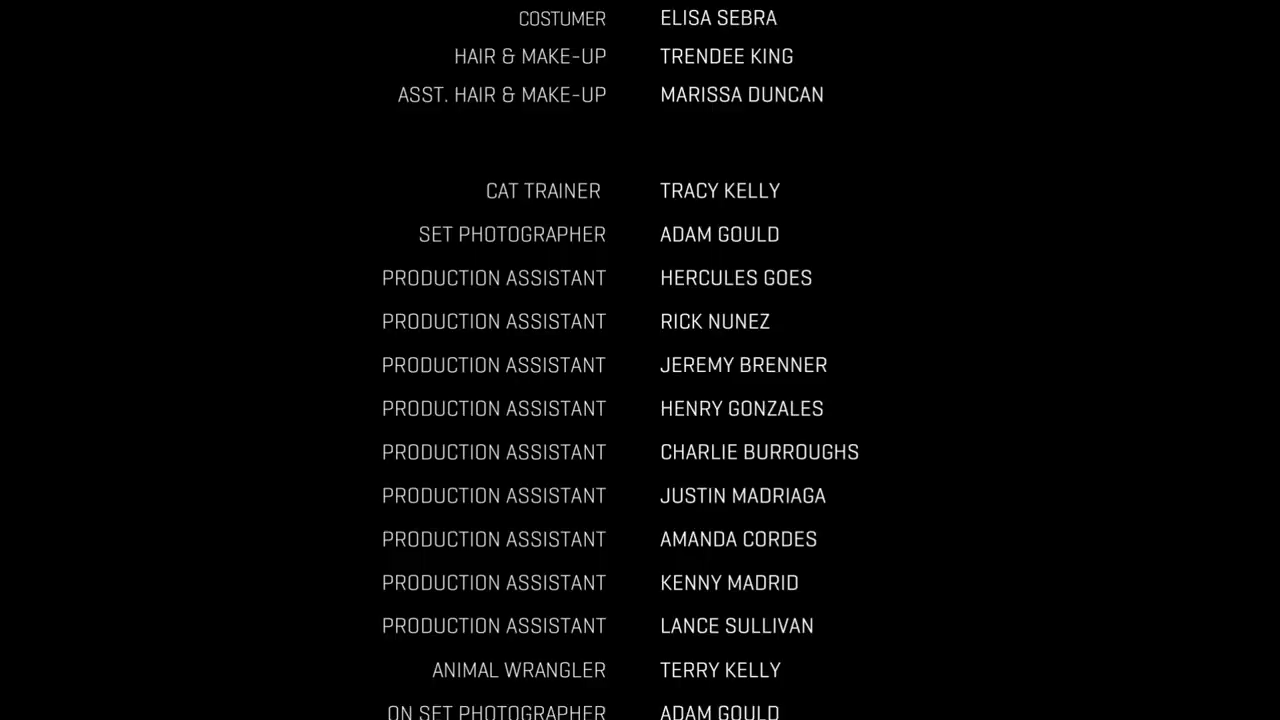 COSTUMER ELISA SEBRA
HAIR & MAKE-UP TRENDEE KING
ASST. HAIR & MAKE-UP MARISSA DUNCAN
CAT TRAINER TRACY KELLY
SET PHOTOGRAPHER ADAM GOULD
PRODUCTION ASSISTANT HERCULES GOES
PRODUCTION ASSISTANT RICK NUNEZ
PRODUCTION ASSISTANT JEREMY BRENNER
PRODUCTION ASSISTANT HENRY GONZALES
PRODUCTION ASSISTANT CHARLIE BURROUGHS
PRODUCTION ASSISTANT JUSTIN MADRIAGA
PRODUCTION ASSISTANT AMANDA CORDES
PRODUCTION ASSISTANT KENNY MADRID
PRODUCTION ASSISTANT LANCE SULLIVAN
ANIMAL WRANGLER TERRY KELLY
ON SET PHOTOGRAPHER ADAM GOULD